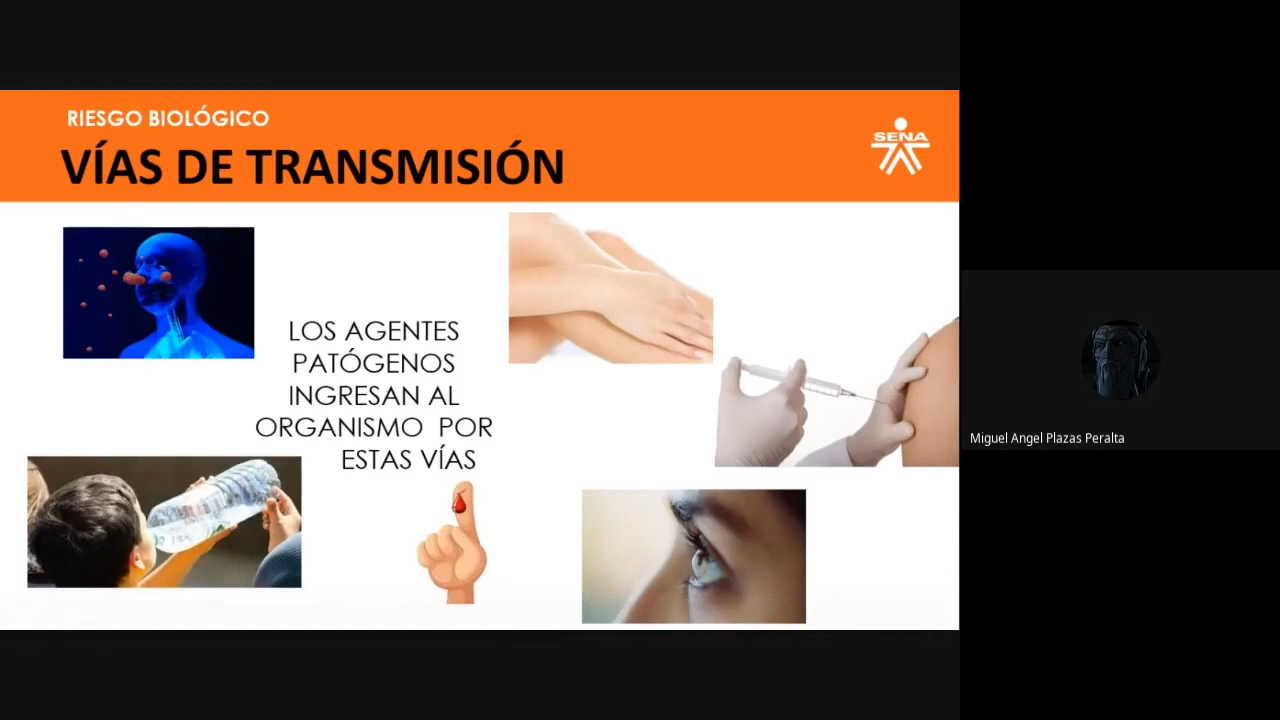 RIESGO BIOLÓGICO
VÍAS DE TRANSMISIÓN
SENA
LOS AGENTES
PATÓGENOS
INGRESAN AL
ORGANISMO POR
ESTAS VÍAS
Miguel Angel Plazas Peralta